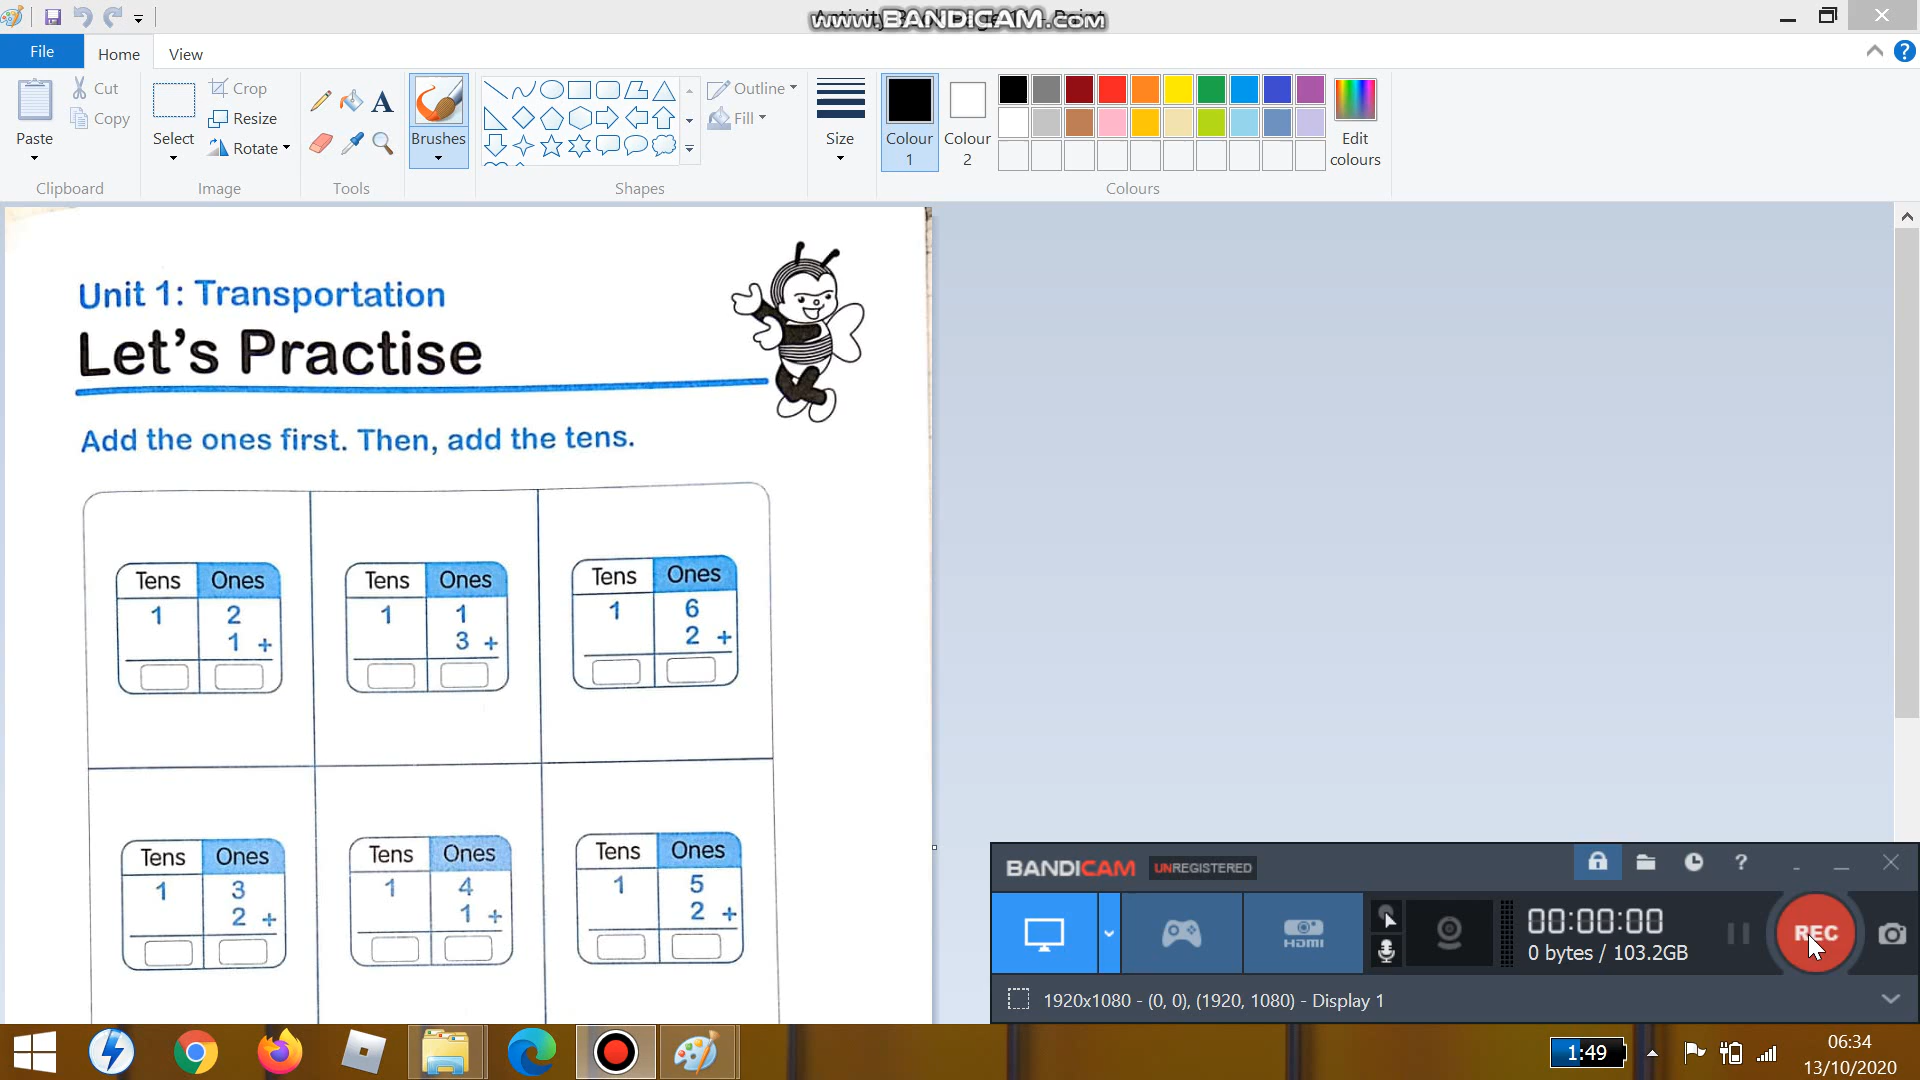 www.BANDICAM.com
File
Home
View
Paste
Cut
Copy
Clipboard
Select
Crop
Resize
Rotate
Image
A
Tools
Brushes
Shapes
Outline
Fill
Size
Colour 1
Colour 2
Edit colours
Colours
Unit 1: Transportation
Let's Practise
Add the ones first. Then, add the tens.
Tens Ones
1 2
1 +
Tens Ones
1 1
3 +
Tens Ones
1 6
2 +
Tens Ones
1 3
2 +
Tens Ones
1 4
1 +
Tens Ones
1 5
2 +
BANDICAM UNREGISTERED
?
HDMI
00:00:00
0 bytes / 103.2GB
REC
1920x1080 - (0, 0), (1920, 1080) - Display 1
1:49
06:34
13/10/2020